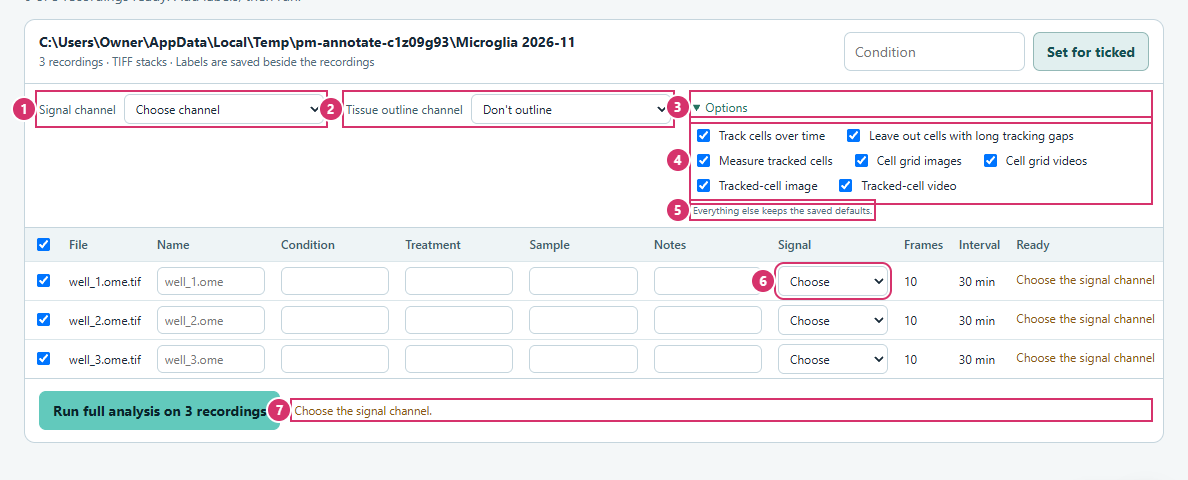 C:\Users\Owner\AppData\Local\Temp\pm-annotate-c1z09g93\Microglia 2026-11
3 recordings · TIFF stacks · Labels are saved beside the recordings
Condition
Set for ticked
1 Signal channel Choose channel
2 Tissue outline channel Don't outline
3 ▾ Options
Track cells over time Leave out cells with long tracking gaps
4 Measure tracked cells Cell grid images Cell grid videos
Tracked-cell image Tracked-cell video
5 Everything else keeps the saved defaults.
File Name Condition Treatment Sample Notes Signal Frames Interval Ready
well_1.ome.tif well_1.ome 6 Choose 10 30 min Choose the signal channel
well_2.ome.tif well_2.ome Choose 10 30 min Choose the signal channel
well_3.ome.tif well_3.ome Choose 10 30 min Choose the signal channel
Run full analysis on 3 recordings 7 Choose the signal channel.